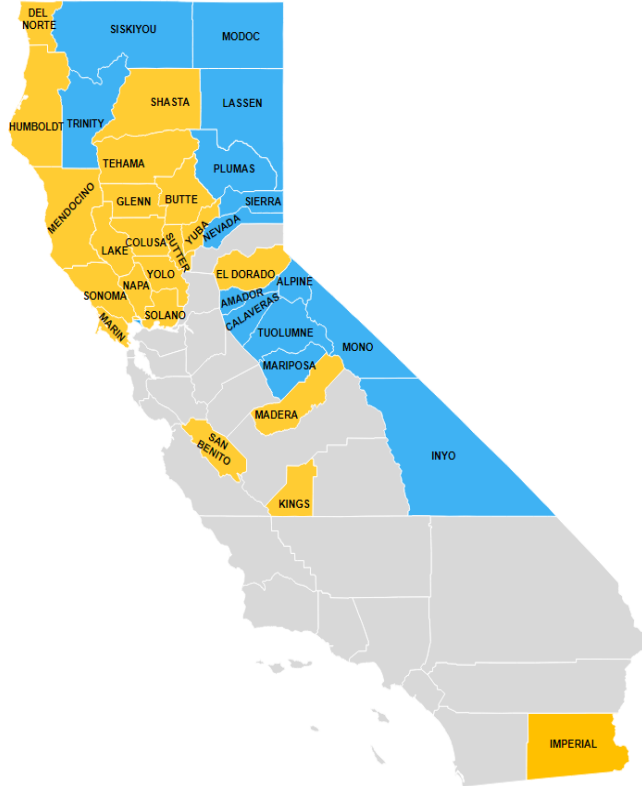 DEL
NORTE
SISKIYOU
MODOC
SHASTA
LASSEN
HUMBOLDT
TRINITY
TEHAMA
PLUMAS
MENDOCINO
GLENN
BUTTE
SIERRA
YUBA
NEVADA
COLUSA
SUTTER
LAKE
YOLO
EL DORADO
NAPA
ALPINE
SONOMA
AMADOR
CALAVERAS
SOLANO
MARIN
TUOLUMNE
MONO
MARIPOSA
MADERA
SAN
BENITO
INYO
KINGS
IMPERIAL